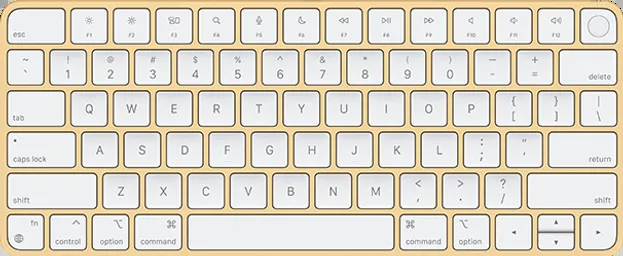 esc F1 F2 F3 F4 F5 F6 F7 F8 F9 F10 F11 F12
~ ! @ # $ % ^ & * ( ) — +
` 1 2 3 4 5 6 7 8 9 0 - = delete
tab Q W E R T Y U I O P { [ } ] | \
caps lock A S D F G H J K L : ; " ' return
shift Z X C V B N M < , > . ? / shift
fn control option ⌘ command ⌘ command option